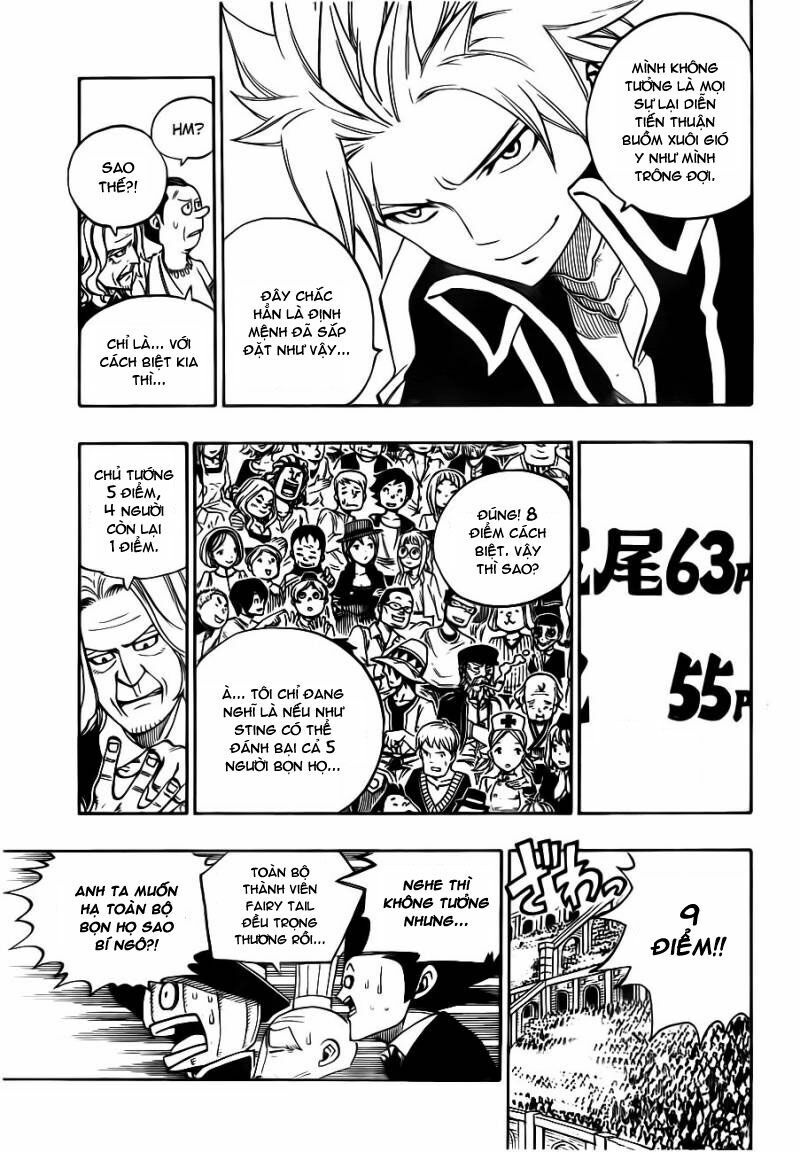 MÌNH KHÔNG
TƯỞNG LÀ MỌI
SỰ LẠI DIỄN
TIẾN THUẬN
BUỒM XUÔI GIÓ
Y NHƯ MÌNH
TRÔNG ĐỢI.
ĐÂY CHẮC
HẲN LÀ ĐỊNH
MỆNH ĐÃ SẮP
ĐẶT NHƯ VẬY...
HM?
SAO
THẾ?!
CHỈ LÀ... VỚI
CÁCH BIỆT KIA
THÌ...
尾63P
55P
ĐÚNG! 8
ĐIỂM CÁCH
BIỆT. VẬY
THÌ SAO?
À... TÔI CHỈ ĐANG
NGHĨ LÀ NẾU NHƯ
STING CÓ THỂ
ĐÁNH BẠI CẢ 5
NGƯỜI BỌN HỌ...
CHỦ TƯỚNG
5 ĐIỂM,
4 NGƯỜI
CÒN LẠI
1 ĐIỂM.
ざわっ
9
ĐIỂM!!
NGHE THÌ
KHÔNG TƯỞNG
NHƯNG...
TOÀN BỘ
THÀNH VIÊN
FAIRY TAIL
ĐỀU TRỌNG
THƯƠNG RỒI...
ANH TA MUỐN
HẠ TOÀN BỘ
BỌN HỌ SAO
BÍ NGÔ?!